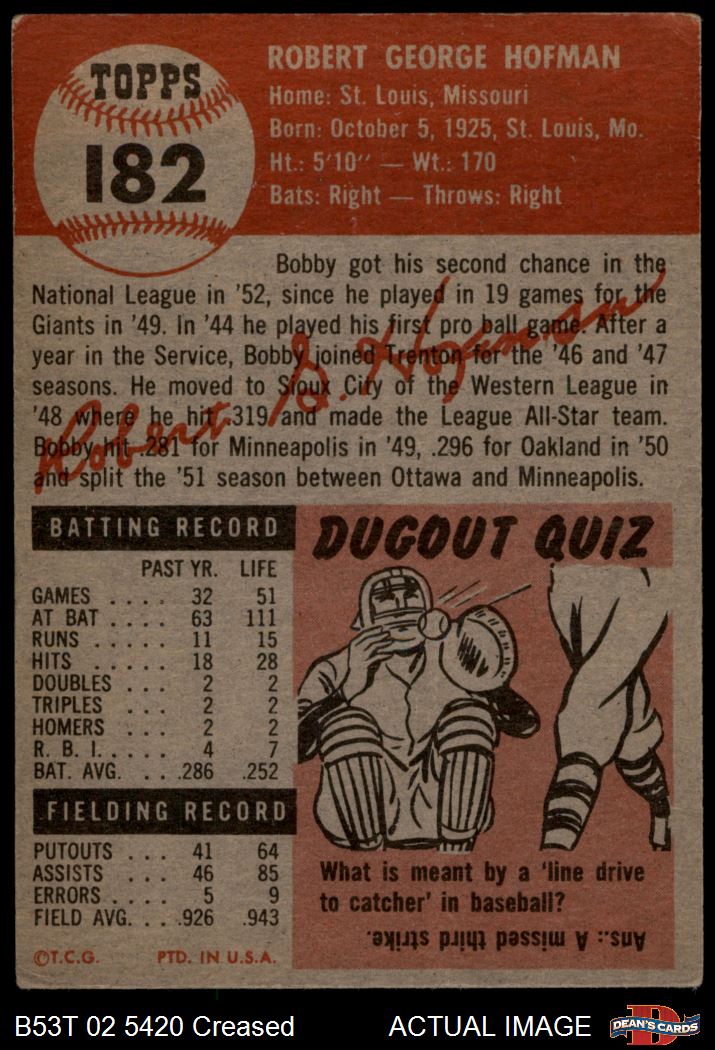 TOPPS
182
ROBERT GEORGE HOFMAN
Home: St. Louis, Missouri
Born: October 5, 1925, St. Louis, Mo.
Ht.: 5'10" — Wt.: 170
Bats: Right — Throws: Right
Bobby got his second chance in the
National League in '52, since he played in 19 games for the
Giants in '49. In '44 he played his first pro ball game. After a
year in the Service, Bobby joined Trenton for the '46 and '47
seasons. He moved to Sioux City of the Western League in
'48 where he hit .319 and made the League All-Star team.
Bobby hit .281 for Minneapolis in '49, .296 for Oakland in '50
and split the '51 season between Ottawa and Minneapolis.
Robert G. Hofman
BATTING RECORD
PAST YR. LIFE
GAMES .... 32 51
AT BAT .... 63 111
RUNS ..... 11 15
HITS ..... 18 28
DOUBLES ... 2 2
TRIPLES ... 2 2
HOMERS ... 2 2
R. B. I. .... 4 7
BAT. AVG. ... .286 .252
FIELDING RECORD
PUTOUTS ... 41 64
ASSISTS ... 46 85
ERRORS .... 5 9
FIELD AVG. ... .926 .943
©T.C.G. PTD. IN U.S.A.
DUGOUT QUIZ
What is meant by a 'line drive
to catcher' in baseball?
Ans.: A missed third strike.
B53T 02 5420 Creased ACTUAL IMAGE
D
DEAN'S CARDS